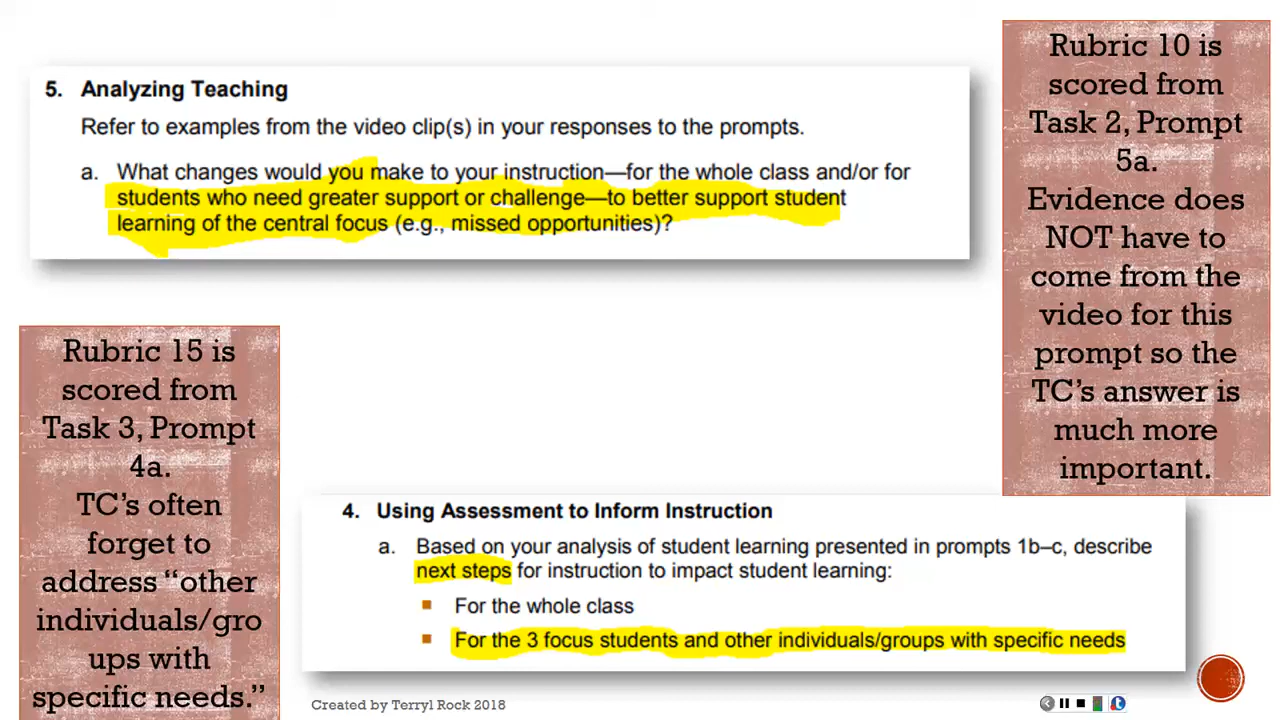 5. Analyzing Teaching
Refer to examples from the video clip(s) in your responses to the prompts.
a. What changes would you make to your instruction—for the whole class and/or for
students who need greater support or challenge—to better support student
learning of the central focus (e.g., missed opportunities)?
Rubric 10 is
scored from
Task 2, Prompt
5a.
Evidence does
NOT have to
come from the
video for this
prompt so the
TC's answer is
much more
important.
Rubric 15 is
scored from
Task 3, Prompt
4a.
TC's often
forget to
address “other
individuals/gro
ups with
specific needs.”
4. Using Assessment to Inform Instruction
a. Based on your analysis of student learning presented in prompts 1b–c, describe
next steps for instruction to impact student learning:
For the whole class
For the 3 focus students and other individuals/groups with specific needs
Created by Terryl Rock 2018